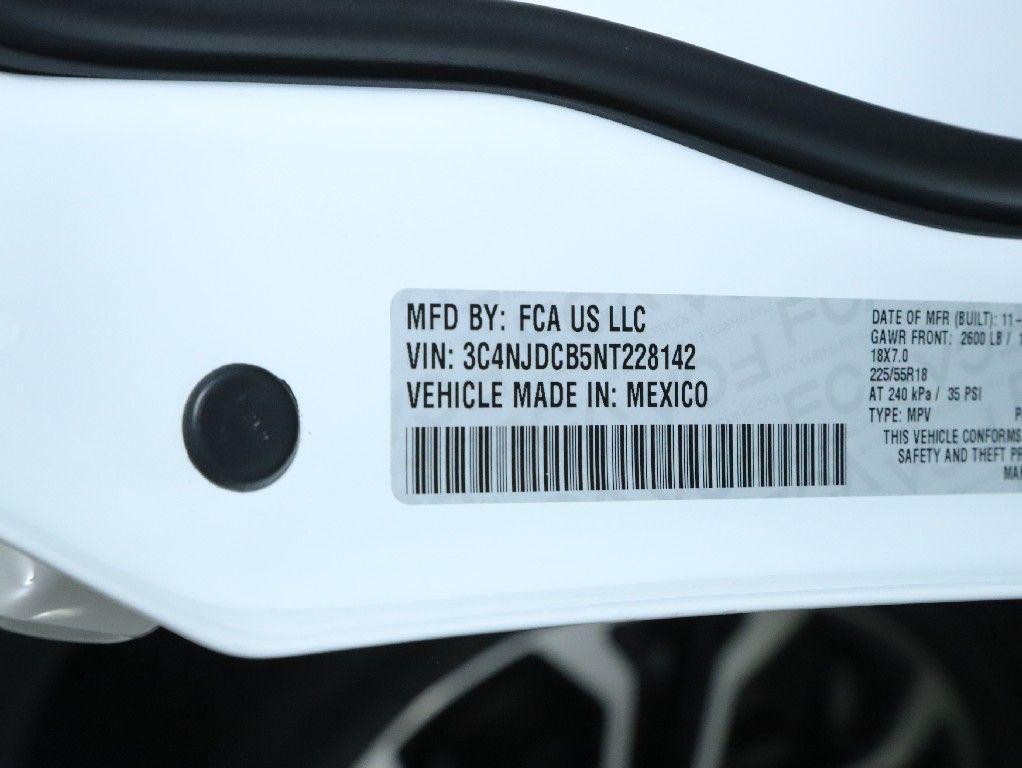 MFD BY: FCA US LLC
VIN: 3C4NJDCB5NT228142
VEHICLE MADE IN: MEXICO
DATE OF MFR (BUILT): 11-
GAWR FRONT: 2600 LB /
18X7.0
225/55R18
AT 240 kPa / 35 PSI
TYPE: MPV
THIS VEHICLE CONFORMS
SAFETY AND THEFT